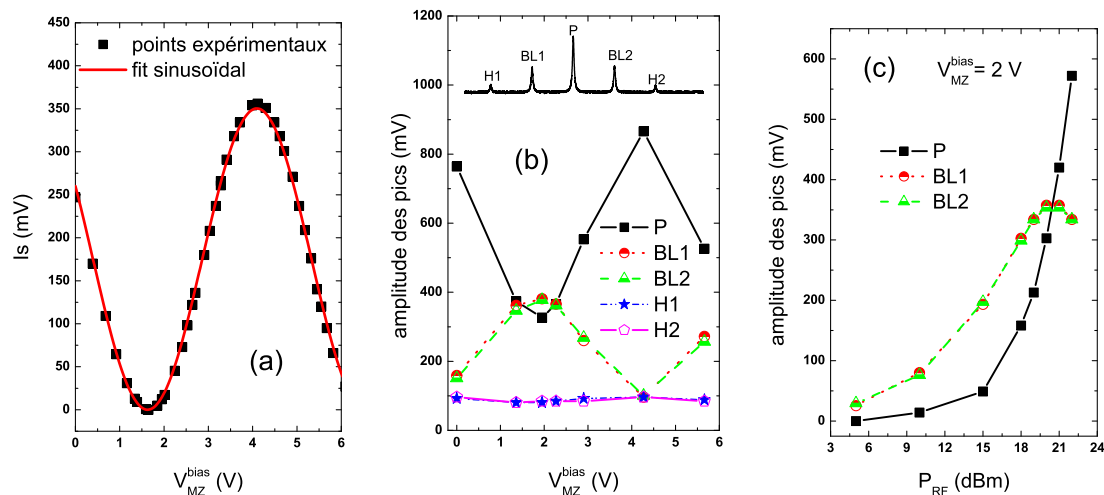 450
400
350
300
250
200
150
100
50
0
Is (mV)
points expérimentaux
fit sinusoïdal
(a)
0 1 2 3 4 5 6
V_MZ^bias (V)
1200
1000
800
600
400
200
0
amplitude des pics (mV)
H1 BL1 P BL2 H2
(b)
P
BL1
BL2
H1
H2
0 1 2 3 4 5 6
V_MZ^bias (V)
600
500
400
300
200
100
0
amplitude des pics (mV)
(c) V_MZ^bias = 2 V
P
BL1
BL2
3 6 9 12 15 18 21 24
P_RF (dBm)